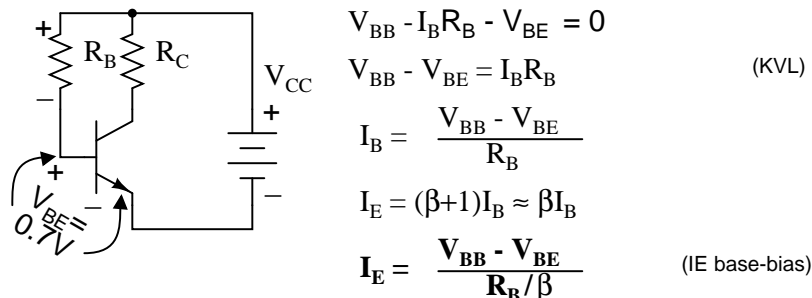 +
R_B R_C
V_CC
+
−
+
−
−
V_BE = 0.7V
V_BB - I_BR_B - V_BE = 0
V_BB - V_BE = I_BR_B (KVL)
I_B = (V_BB - V_BE) / R_B
I_E = (β+1)I_B ≈ βI_B
I_E = (V_BB - V_BE) / (R_B/β) (IE base-bias)